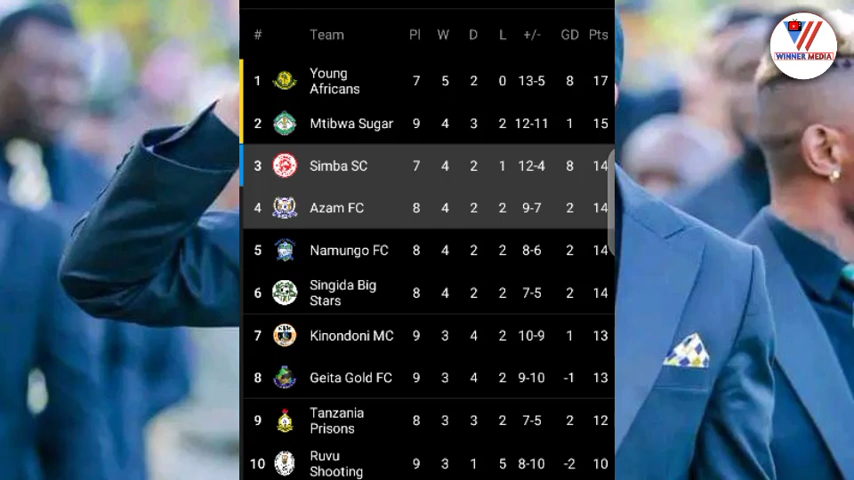 # Team Pl W D L +/- GD Pts
1 Young Africans 7 5 2 0 13-5 8 17
2 Mtibwa Sugar 9 4 3 2 12-11 1 15
3 Simba SC 7 4 2 1 12-4 8 14
4 Azam FC 8 4 2 2 9-7 2 14
5 Namungo FC 8 4 2 2 8-6 2 14
6 Singida Big Stars 8 4 2 2 7-5 2 14
7 Kinondoni MC 9 3 4 2 10-9 1 13
8 Geita Gold FC 9 3 4 2 9-10 -1 13
9 Tanzania Prisons 8 3 3 2 7-5 2 12
10 Ruvu Shooting 9 3 1 5 8-10 -2 10
WINNER MEDIA